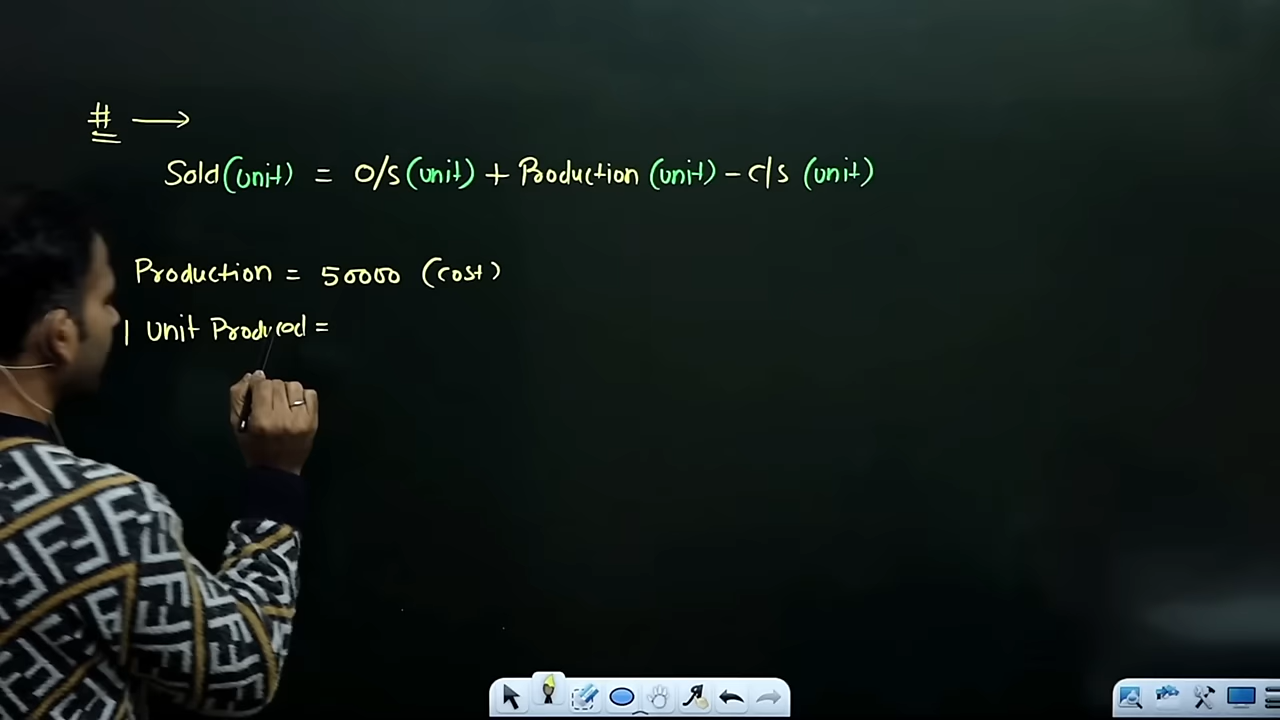 # →
Sold (unit) = O/S (unit) + Production (unit) - C/S (unit)
Production = 50000 (cost)
1 unit Produced =